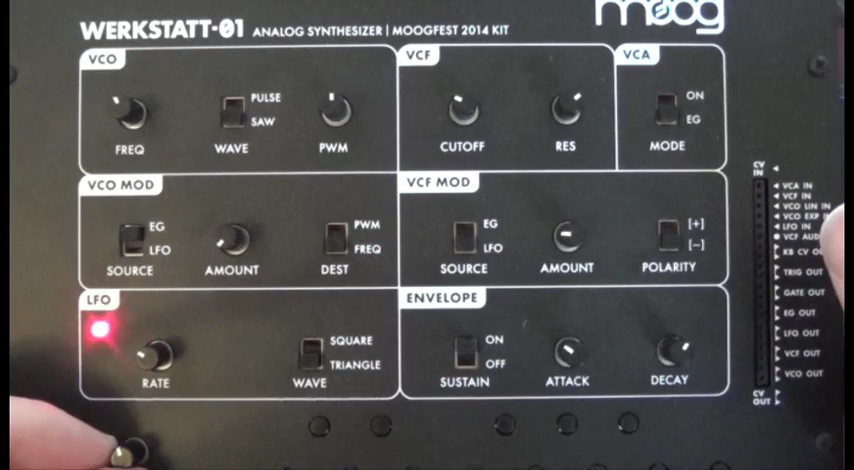 moog
WERKSTATT-01 ANALOG SYNTHESIZER | MOOGFEST 2014 KIT
VCO
PULSE
SAW
FREQ WAVE PWM
VCF
CUTOFF RES
VCA
ON
EG
MODE
VCO MOD
EG
LFO
PWM
FREQ
SOURCE AMOUNT DEST
VCF MOD
EG
LFO
[+]
[−]
SOURCE AMOUNT POLARITY
LFO
SQUARE
TRIANGLE
RATE WAVE
ENVELOPE
ON
OFF
SUSTAIN ATTACK DECAY
CV
IN
VCA IN
VCF IN
VCO LIN IN
VCO EXP
LFO IN
VCF AUD
KB CV
TRIG OUT
GATE OUT
EG OUT
LFO OUT
VCF OUT
VCO OUT
CV
OUT